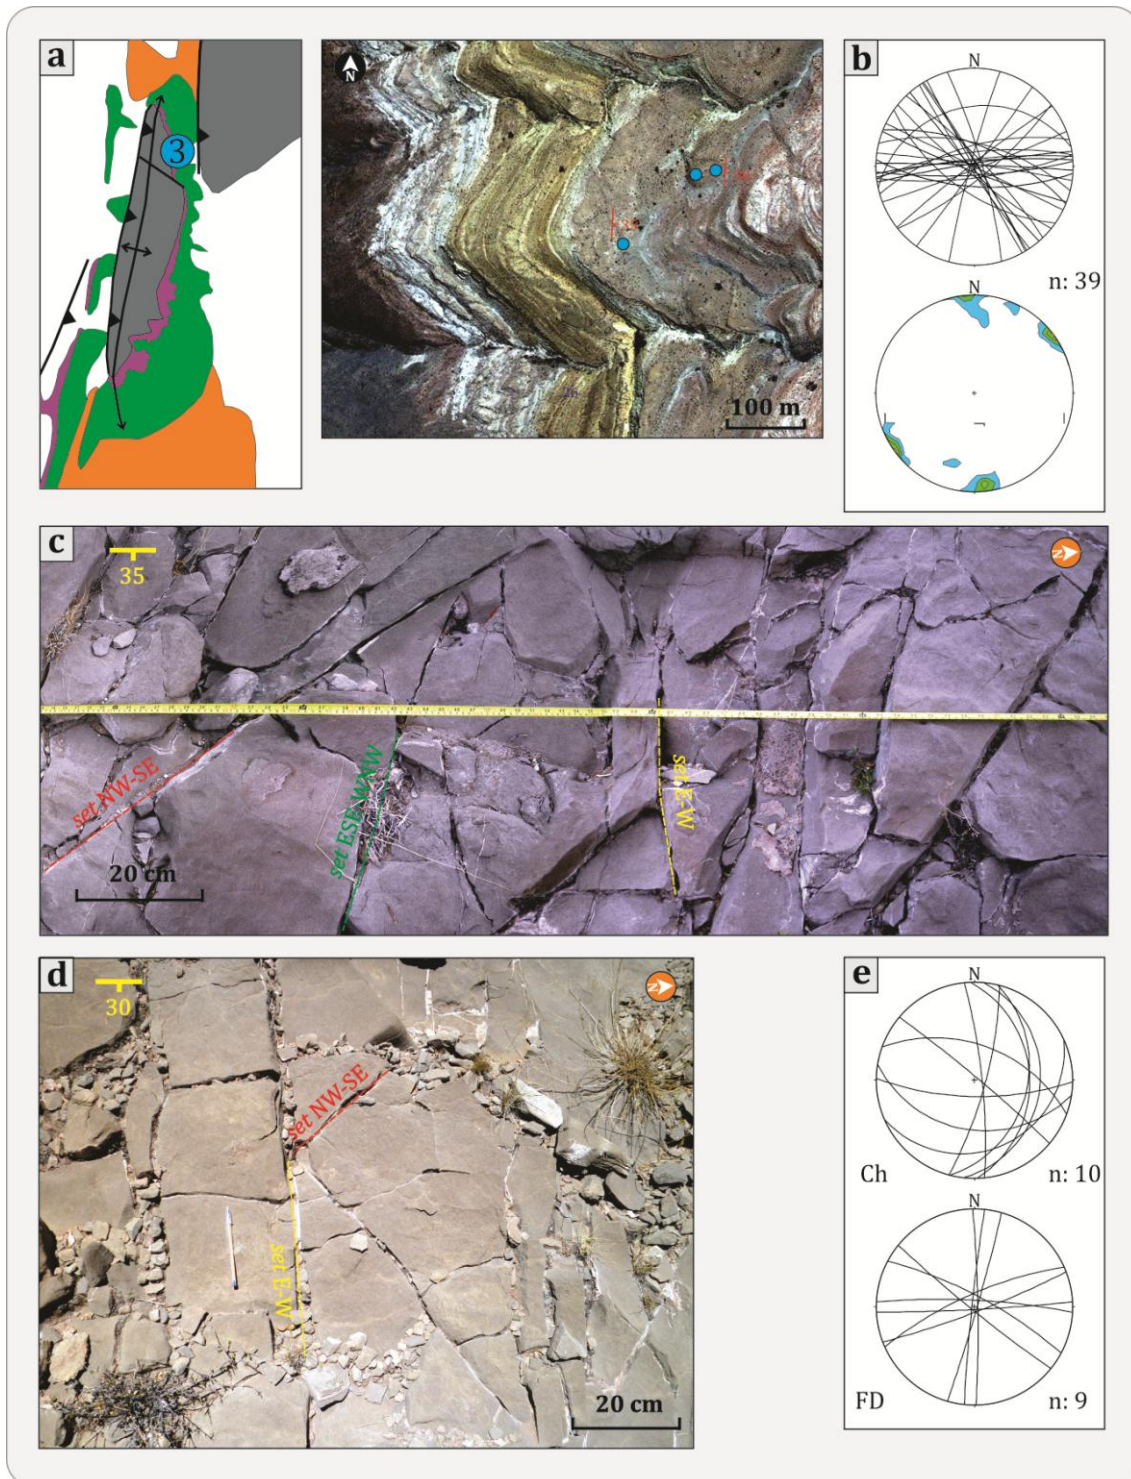 a
3
N
100 m
b
N
N
n: 39
c
35
N
set NW-SE
set ESE-WNW
set E-W
20 cm
d
30
N
set NW-SE
set E-W
20 cm
e
N
Ch
n: 10
N
FD
n: 9